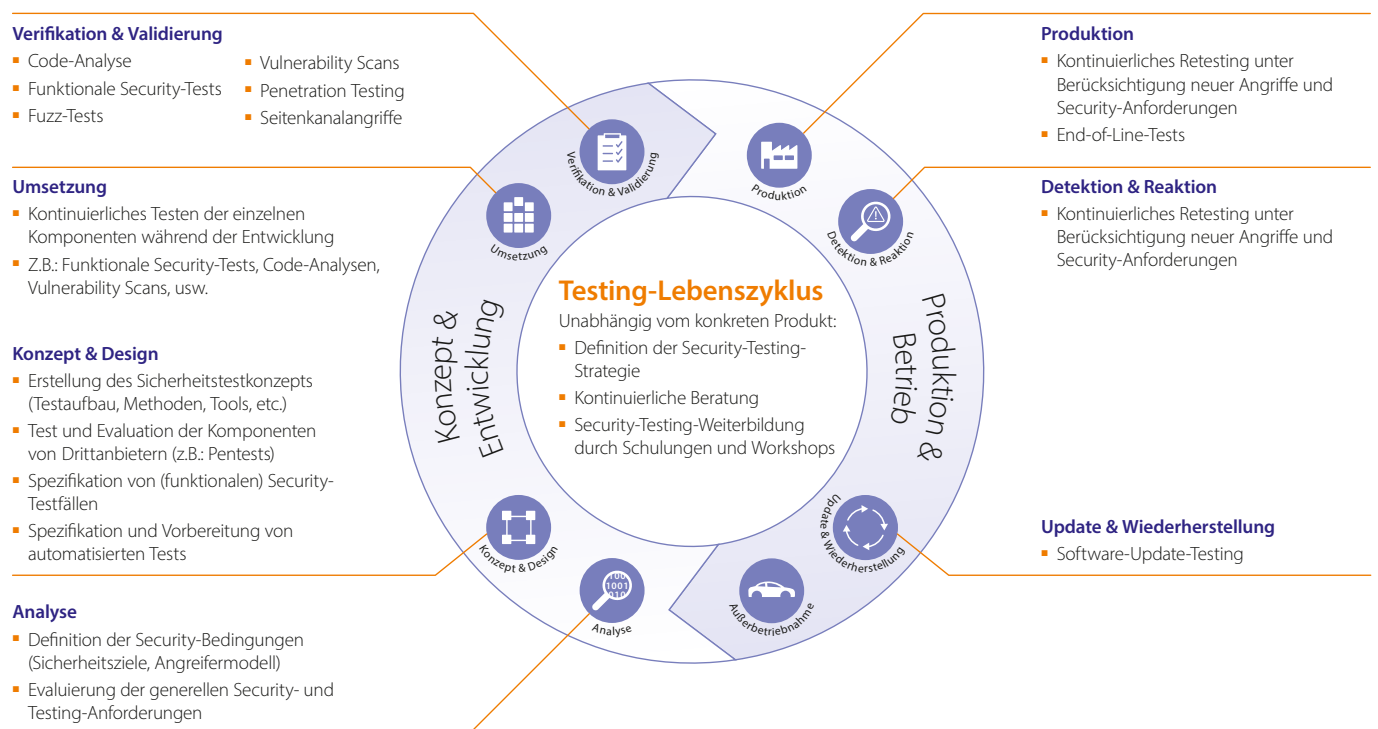 Verifikation & Validierung
Code-Analyse
Funktionale Security-Tests
Fuzz-Tests
Vulnerability Scans
Penetration Testing
Seitenkanalangriffe
Umsetzung
Kontinuierliches Testen der einzelnen
Komponenten während der Entwicklung
Z.B.: Funktionale Security-Tests, Code-Analysen,
Vulnerability Scans, usw.
Konzept & Design
Erstellung des Sicherheitstestkonzepts
(Testaufbau, Methoden, Tools, etc.)
Test und Evaluation der Komponenten
von Drittanbietern (z.B.: Pentests)
Spezifikation von (funktionalen) Security-
Testfällen
Spezifikation und Vorbereitung von
automatisierten Tests
Analyse
Definition der Security-Bedingungen
(Sicherheitsziele, Angreifermodell)
Evaluierung der generellen Security- und
Testing-Anforderungen
Konzept &
Entwicklung
Verifikation & Validierung
Umsetzung
Konzept & Design
100
1001
010
Analyse
Testing-Lebenszyklus
Unabhängig vom konkreten Produkt:
Definition der Security-Testing-
Strategie
Kontinuierliche Beratung
Security-Testing-Weiterbildung
durch Schulungen und Workshops
Produktion &
Betrieb
Produktion
Detektion & Reaktion
Update & Wiederherstellung
Außerbetriebnahme
Produktion
Kontinuierliches Retesting unter
Berücksichtigung neuer Angriffe und
Security-Anforderungen
End-of-Line-Tests
Detektion & Reaktion
Kontinuierliches Retesting unter
Berücksichtigung neuer Angriffe und
Security-Anforderungen
Update & Wiederherstellung
Software-Update-Testing